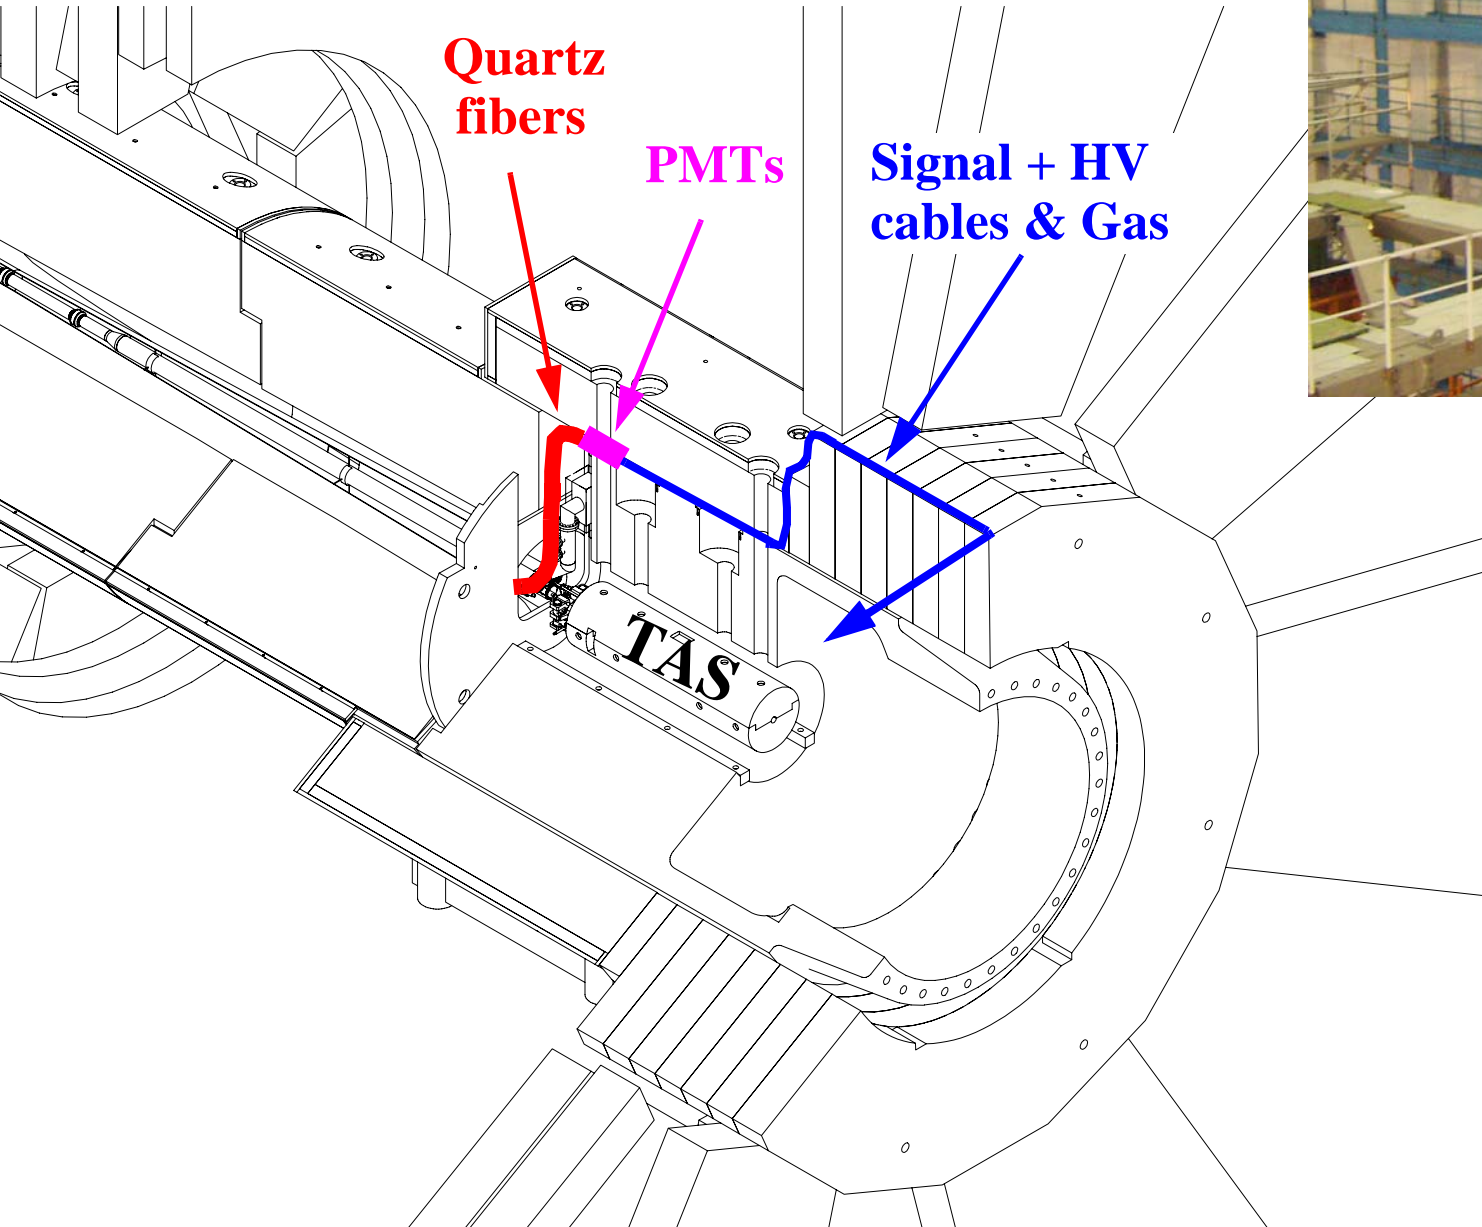 Quartz
fibers
PMTs
Signal + HV
cables & Gas
TAS